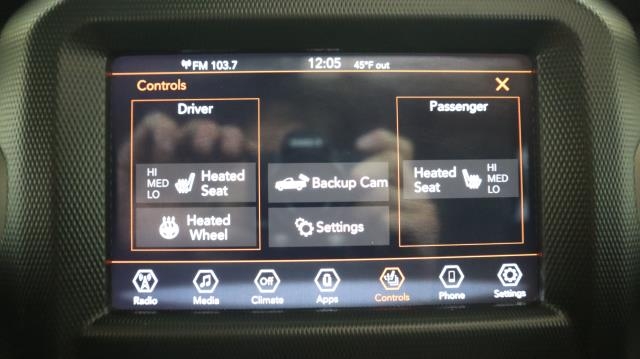 FM 103.7 12:05 45°F out
Controls X
Driver
Passenger
HI
MED
LO
Heated
Seat
Backup Cam
Heated
Seat
HI
MED
LO
Heated
Wheel
Settings
Off
Radio Media Climate Apps Controls Phone Settings